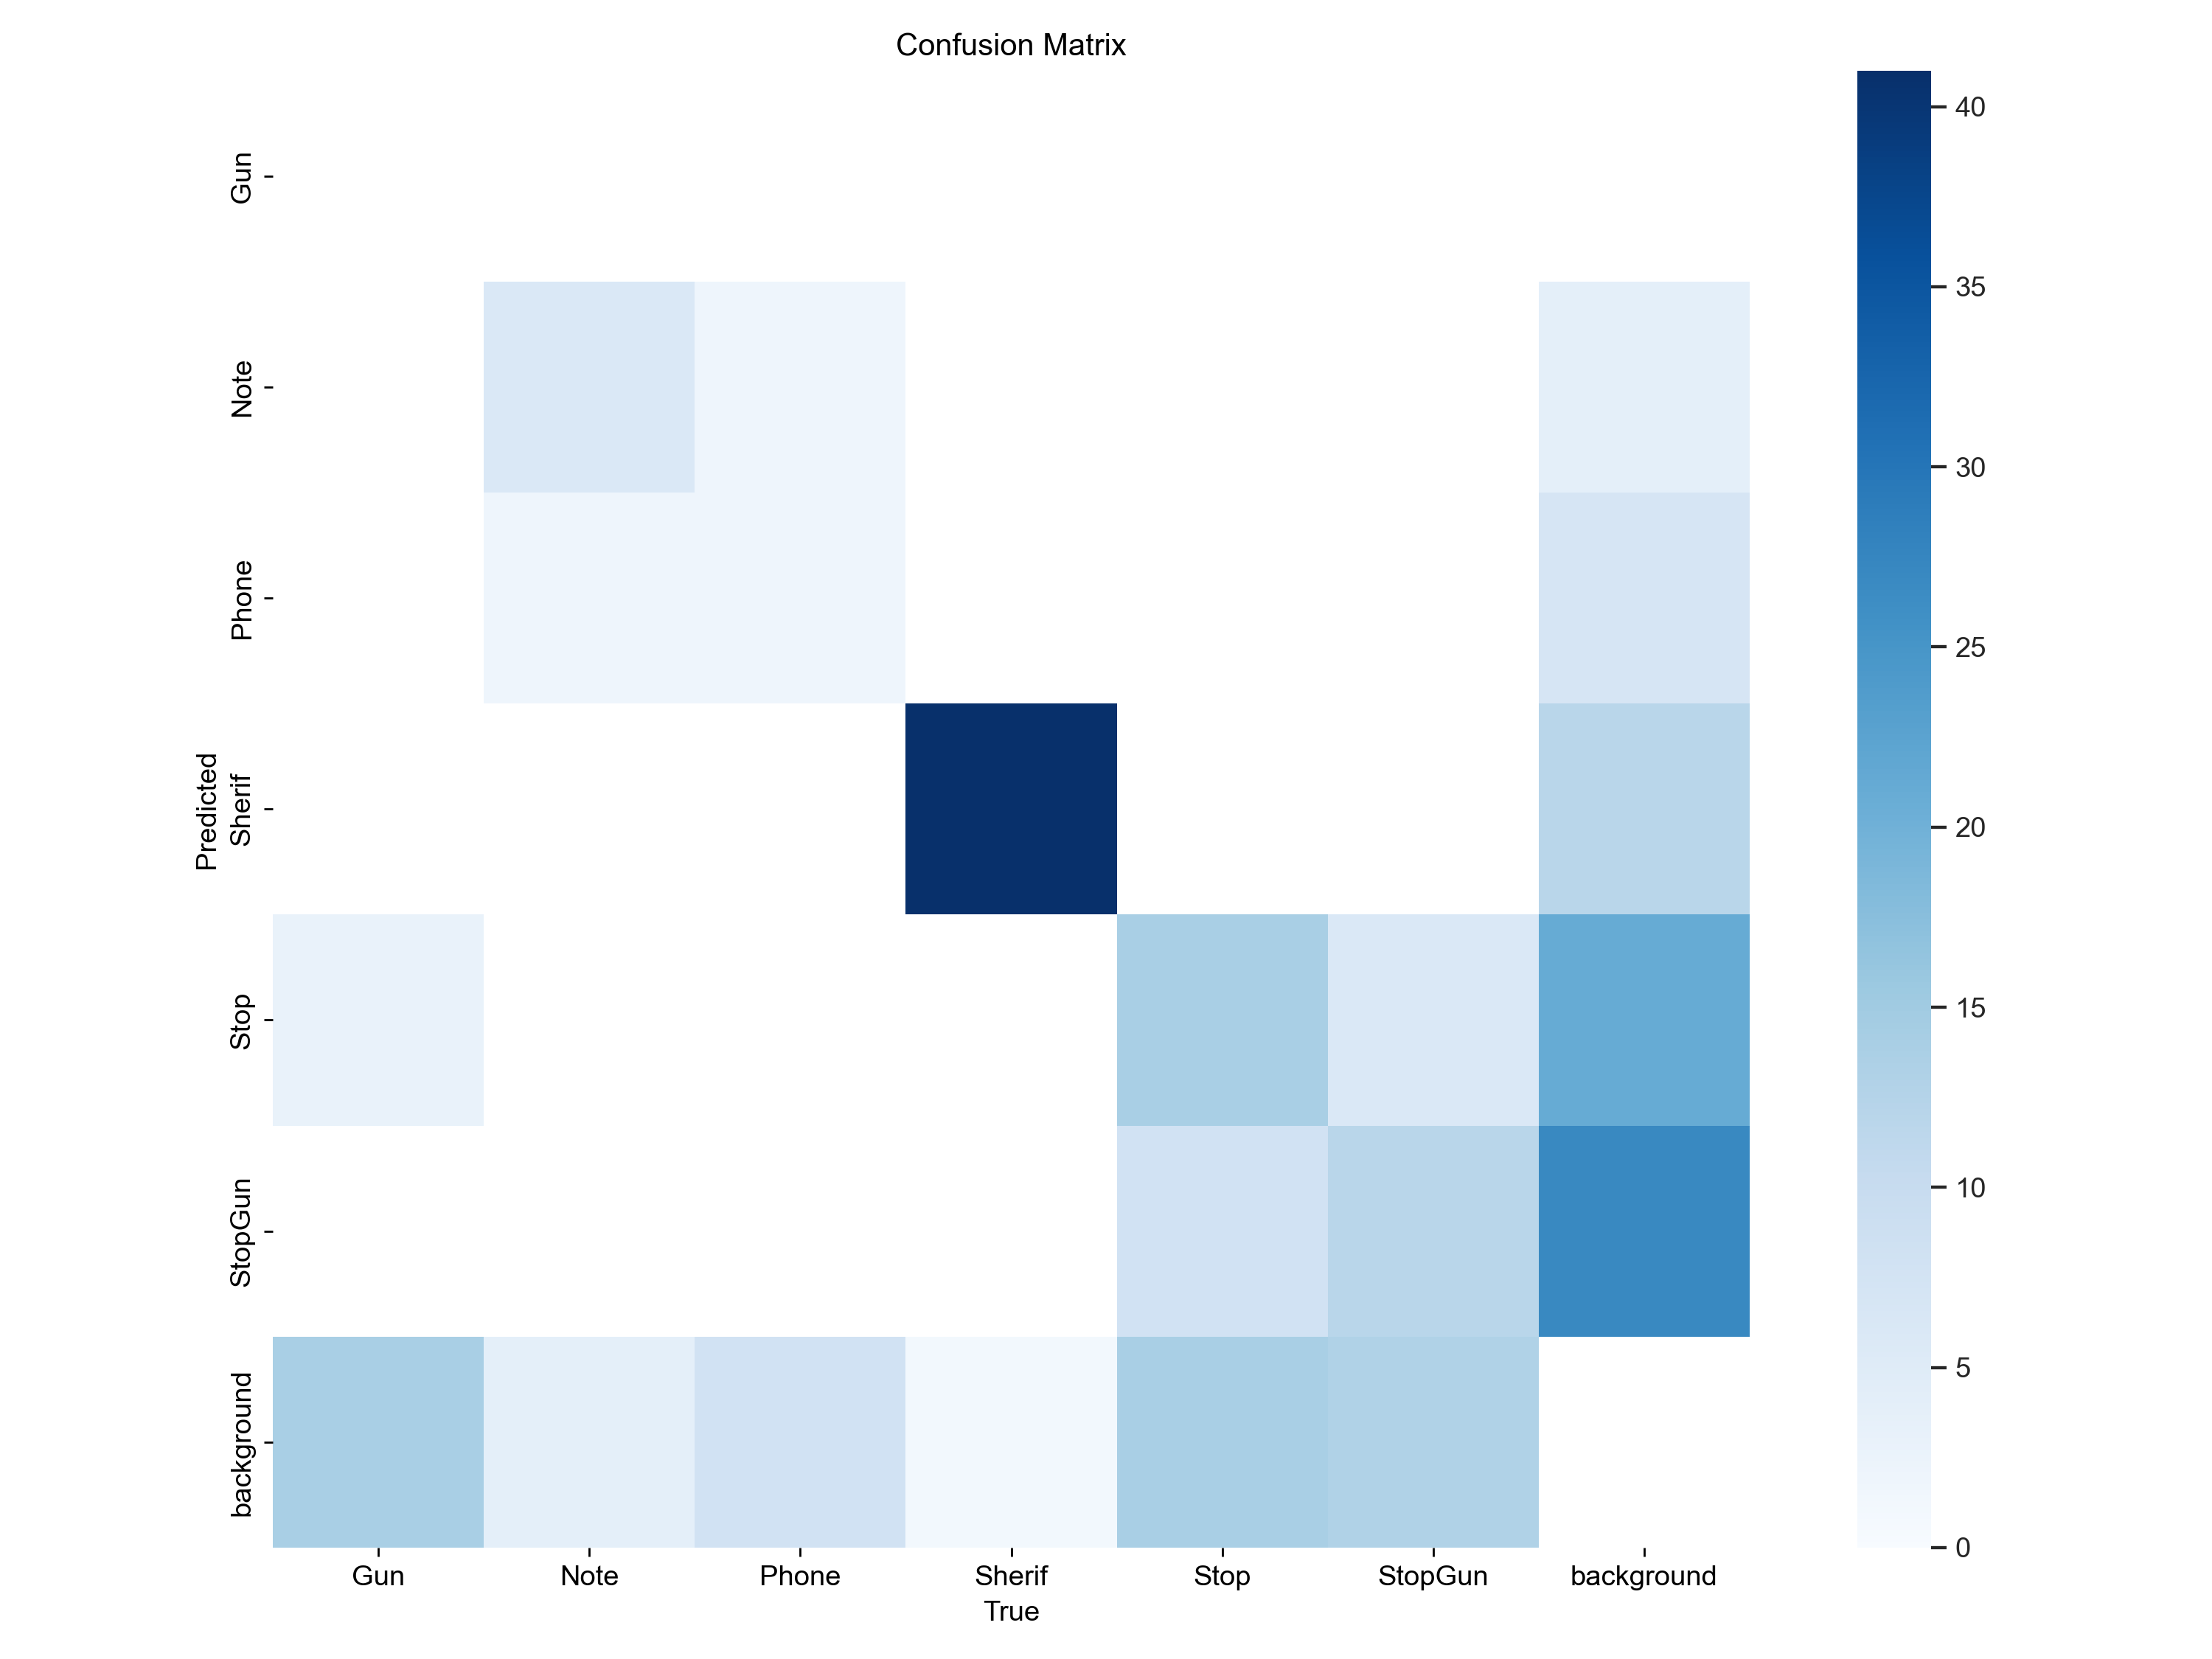 Confusion Matrix
Predicted
Gun
Note
Phone
Sherif
Stop
StopGun
background
Gun Note Phone Sherif Stop StopGun background
True
40
35
30
25
20
15
10
5
0